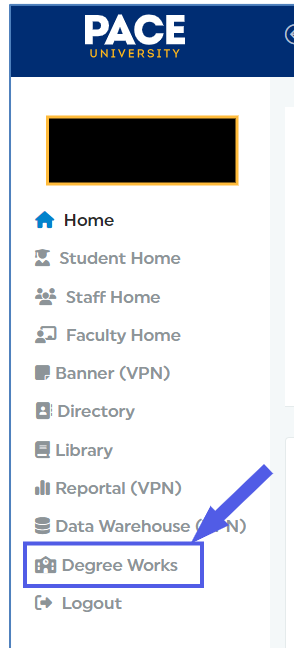 PACE
UNIVERSITY
Home
Student Home
Staff Home
Faculty Home
Banner (VPN)
Directory
Library
Reportal (VPN)
Data Warehouse ( PN)
Degree Works
Logout